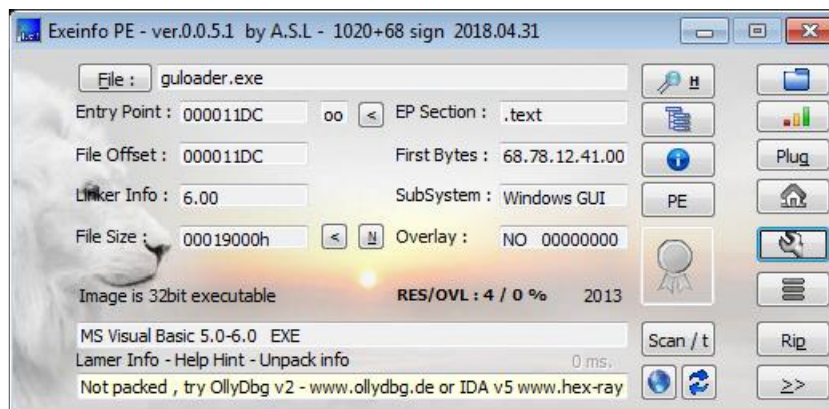 Exeinfo PE - ver.0.0.5.1 by A.S.L - 1020+68 sign 2018.04.31
File : guloader.exe H
Entry Point : 000011DC oo < EP Section : .text
File Offset : 000011DC First Bytes : 68.78.12.41.00 Plug
Linker Info : 6.00 SubSystem : Windows GUI PE
File Size : 00019000h < N Overlay : NO 00000000
Image is 32bit executable RES/OVL : 4 / 0 % 2013
MS Visual Basic 5.0-6.0 EXE Scan / t Rip
Lamer Info - Help Hint - Unpack info 0 ms.
Not packed , try OllyDbg v2 - www.ollydbg.de or IDA v5 www.hex-ray >>